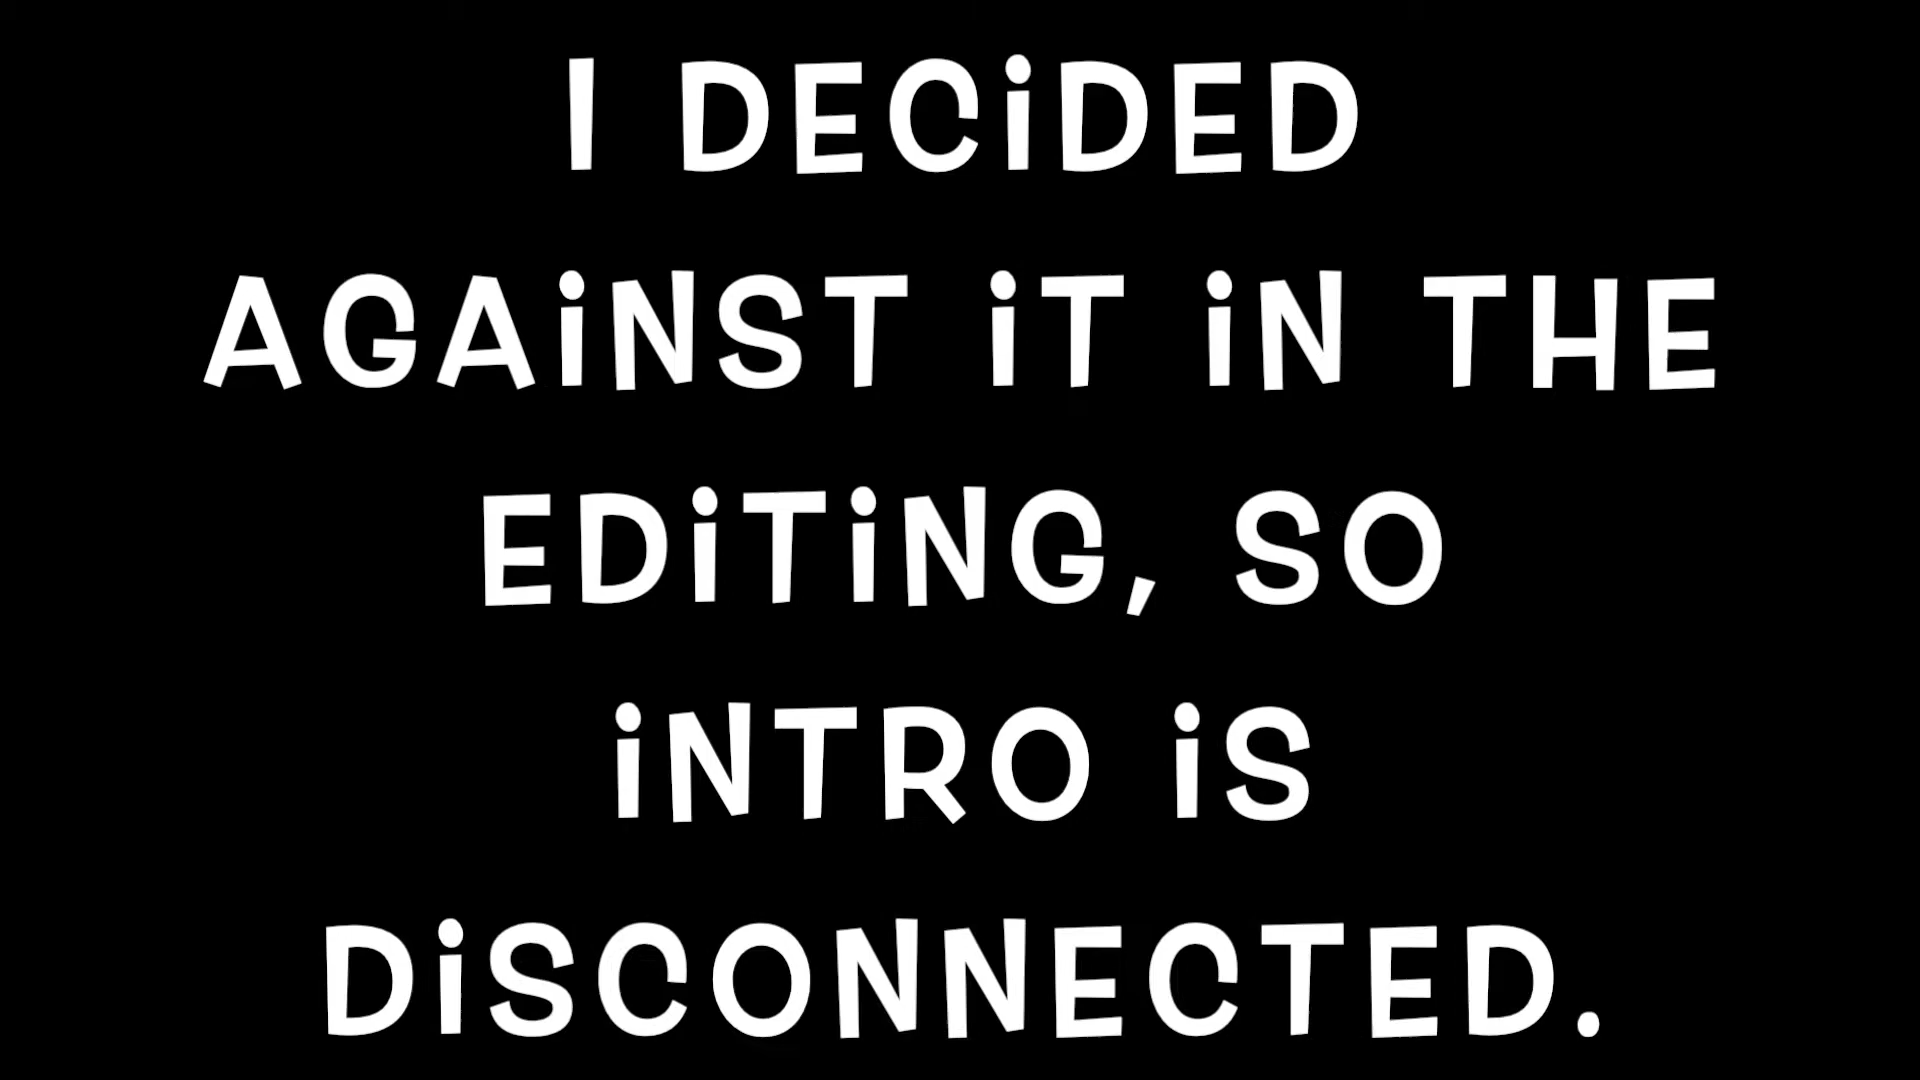 I DECiDED
AGAiNST iT iN THE
EDiTiNG, SO
iNTRO iS
DiSCONNECTED.